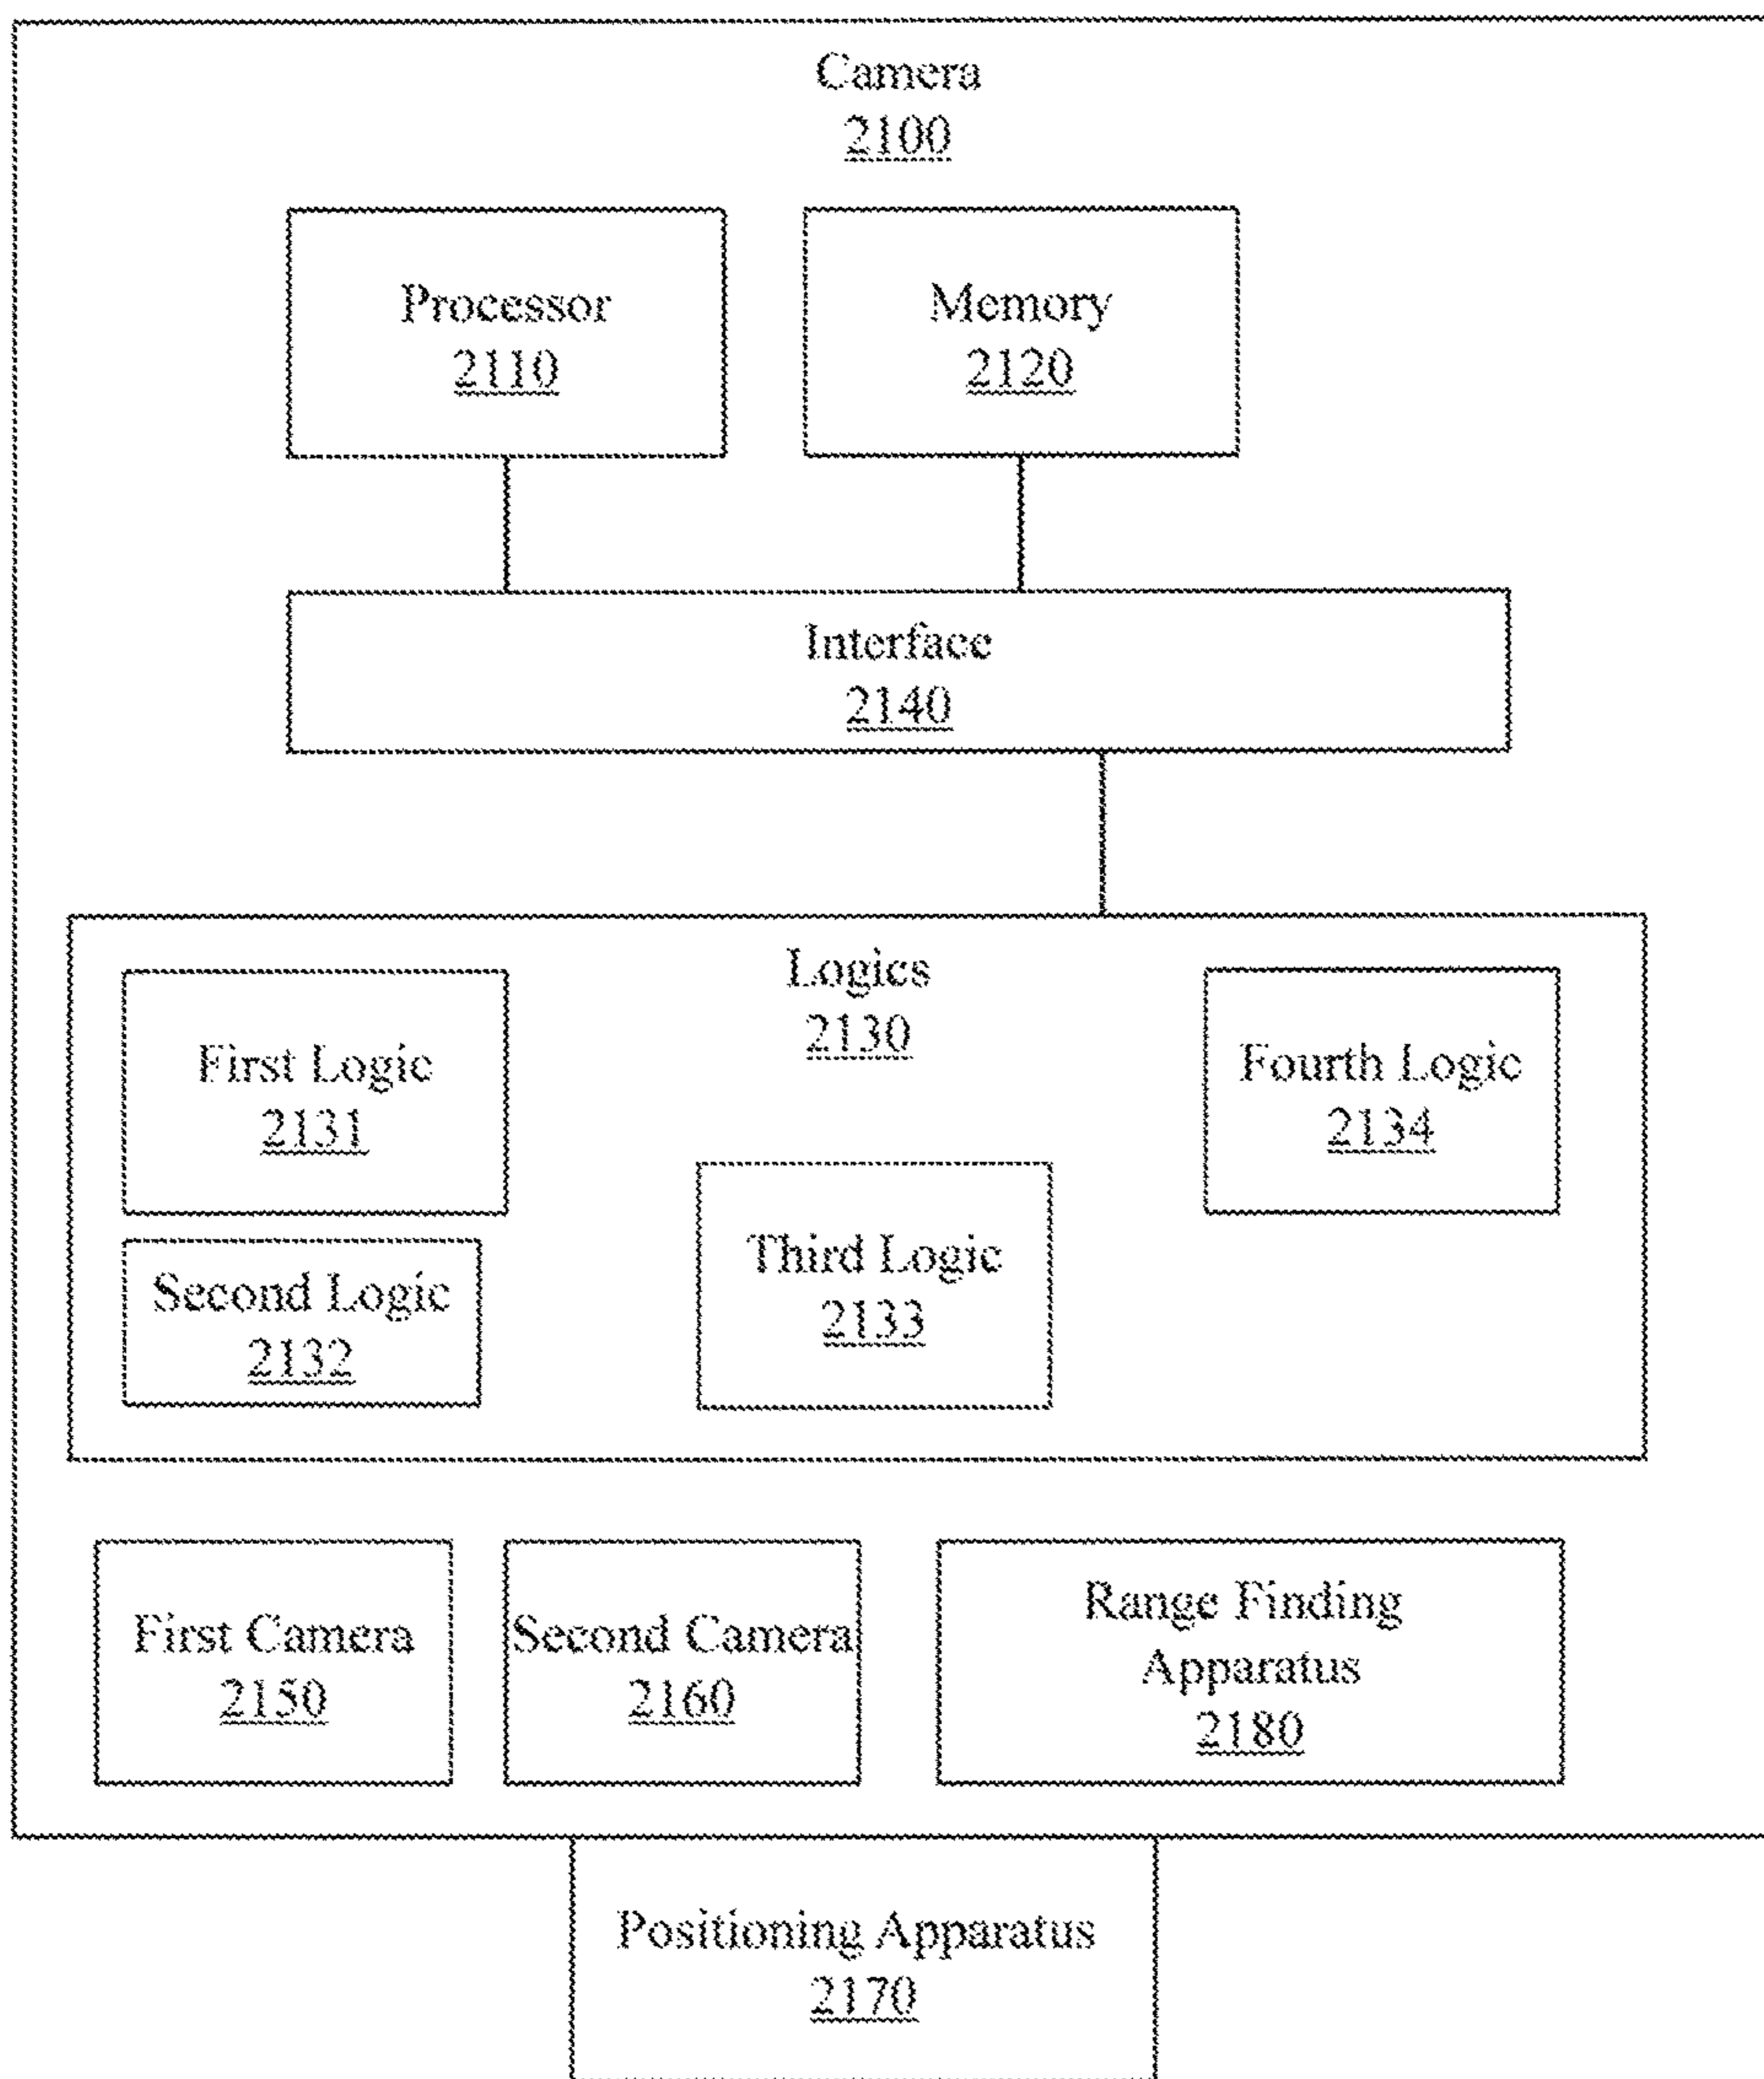 Camera
2100
Processor
2110
Memory
2120
Interface
2140
Logics
2130
First Logic
2131
Fourth Logic
2134
Second Logic
2132
Third Logic
2133
First Camera
2150
Second Camera
2160
Range Finding
Apparatus
2180
Positioning Apparatus
2170